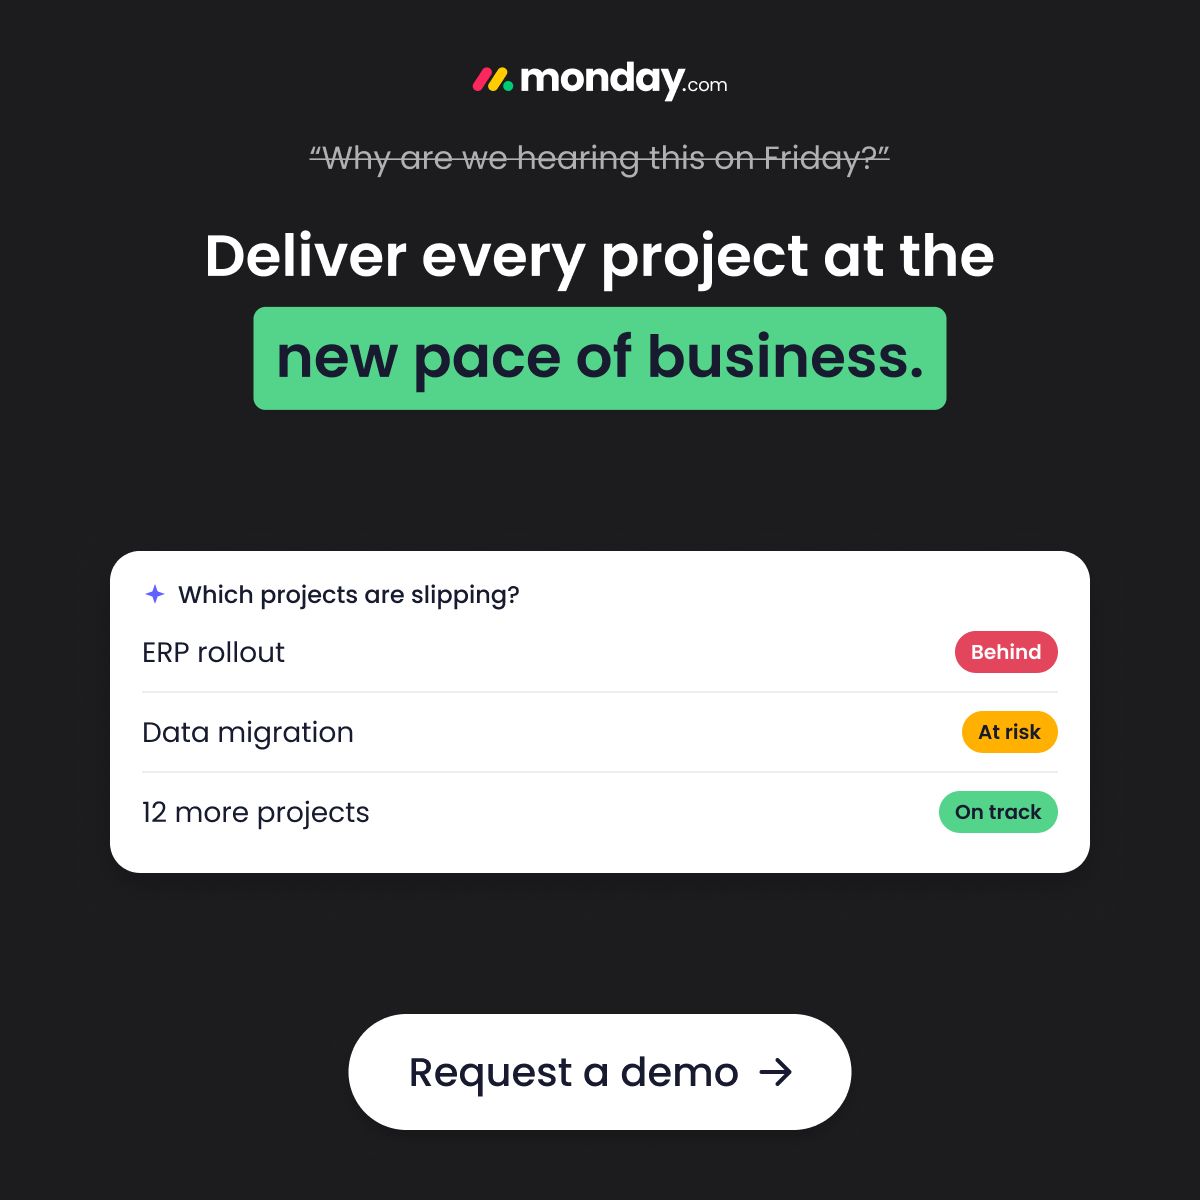 monday.com
“Why are we hearing this on Friday?”
Deliver every project at the
new pace of business.
Which projects are slipping?
ERP rollout
Behind
Data migration
At risk
12 more projects
On track
Request a demo →